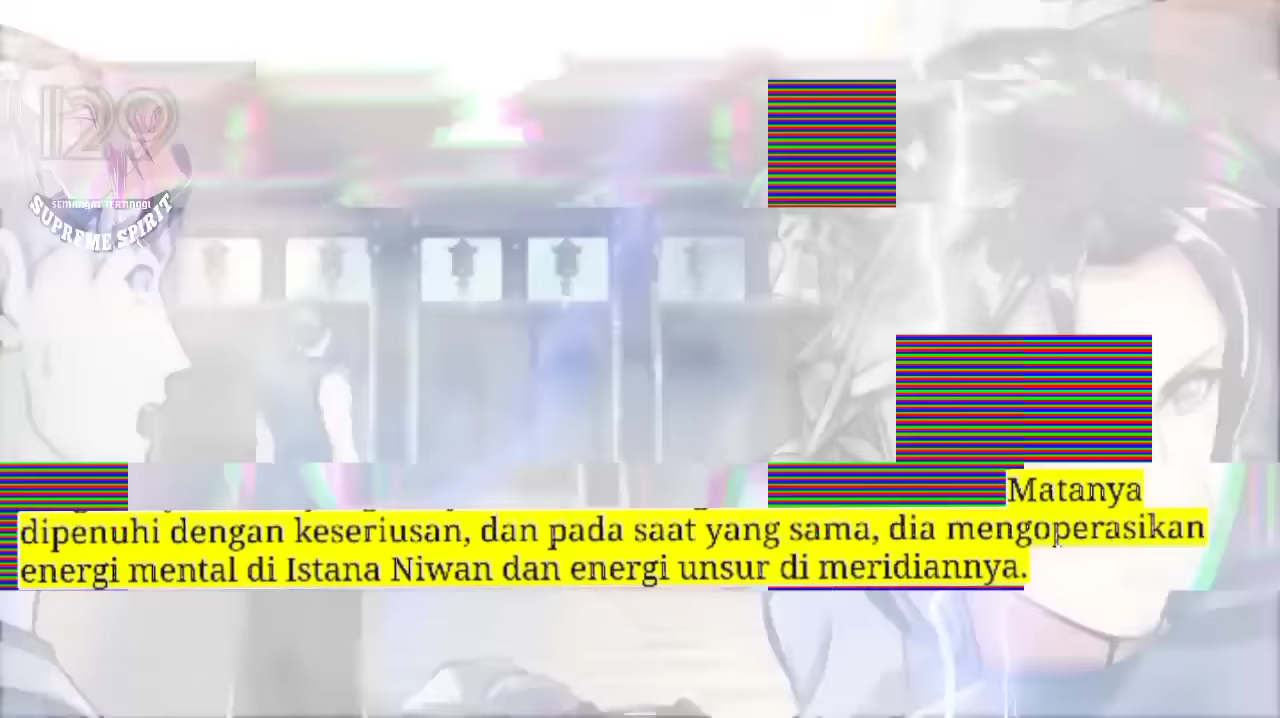 129
SEMANGAT TERTINGGI
SUPREME SPIRIT
Matanya
dipenuhi dengan keseriusan, dan pada saat yang sama, dia mengoperasikan
energi mental di Istana Niwan dan energi unsur di meridiannya.